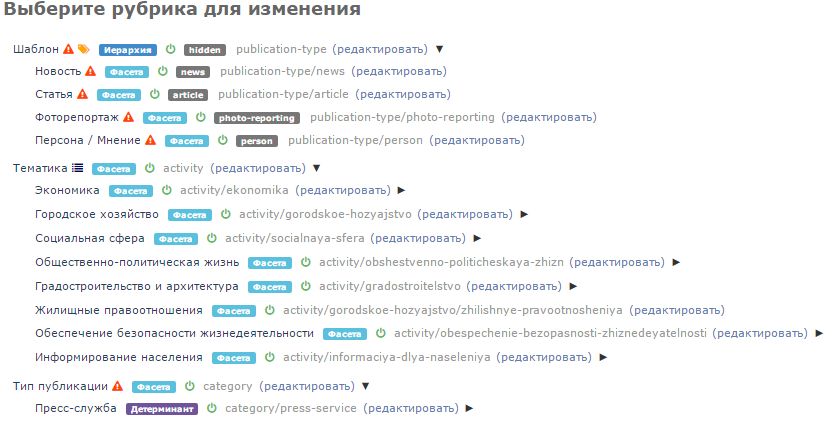 Выберите рубрика для изменения
Шаблон Иерархия hidden publication-type (редактировать) ▼
Новость Фасета news publication-type/news (редактировать)
Статья Фасета article publication-type/article (редактировать)
Фоторепортаж Фасета photo-reporting publication-type/photo-reporting (редактировать)
Персона / Мнение Фасета person publication-type/person (редактировать)
Тематика Фасета activity (редактировать) ▼
Экономика Фасета activity/ekonomika (редактировать) ►
Городское хозяйство Фасета activity/gorodskoe-hozyajstvo (редактировать) ►
Социальная сфера Фасета activity/socialnaya-sfera (редактировать) ►
Общественно-политическая жизнь Фасета activity/obshestvenno-politicheskaya-zhizn (редактировать) ►
Градостроительство и архитектура Фасета activity/gradostroitelstvo (редактировать) ►
Жилищные правоотношения Фасета activity/gorodskoe-hozyajstvo/zhilishnye-pravootnosheniya (редактировать)
Обеспечение безопасности жизнедеятельности Фасета activity/obespechenie-bezopasnosti-zhiznedeyatelnosti (редактировать) ►
Информирование населения Фасета activity/informaciya-dlya-naseleniya (редактировать) ►
Тип публикации Фасета category (редактировать) ▼
Пресс-служба Детерминант category/press-service (редактировать) ►